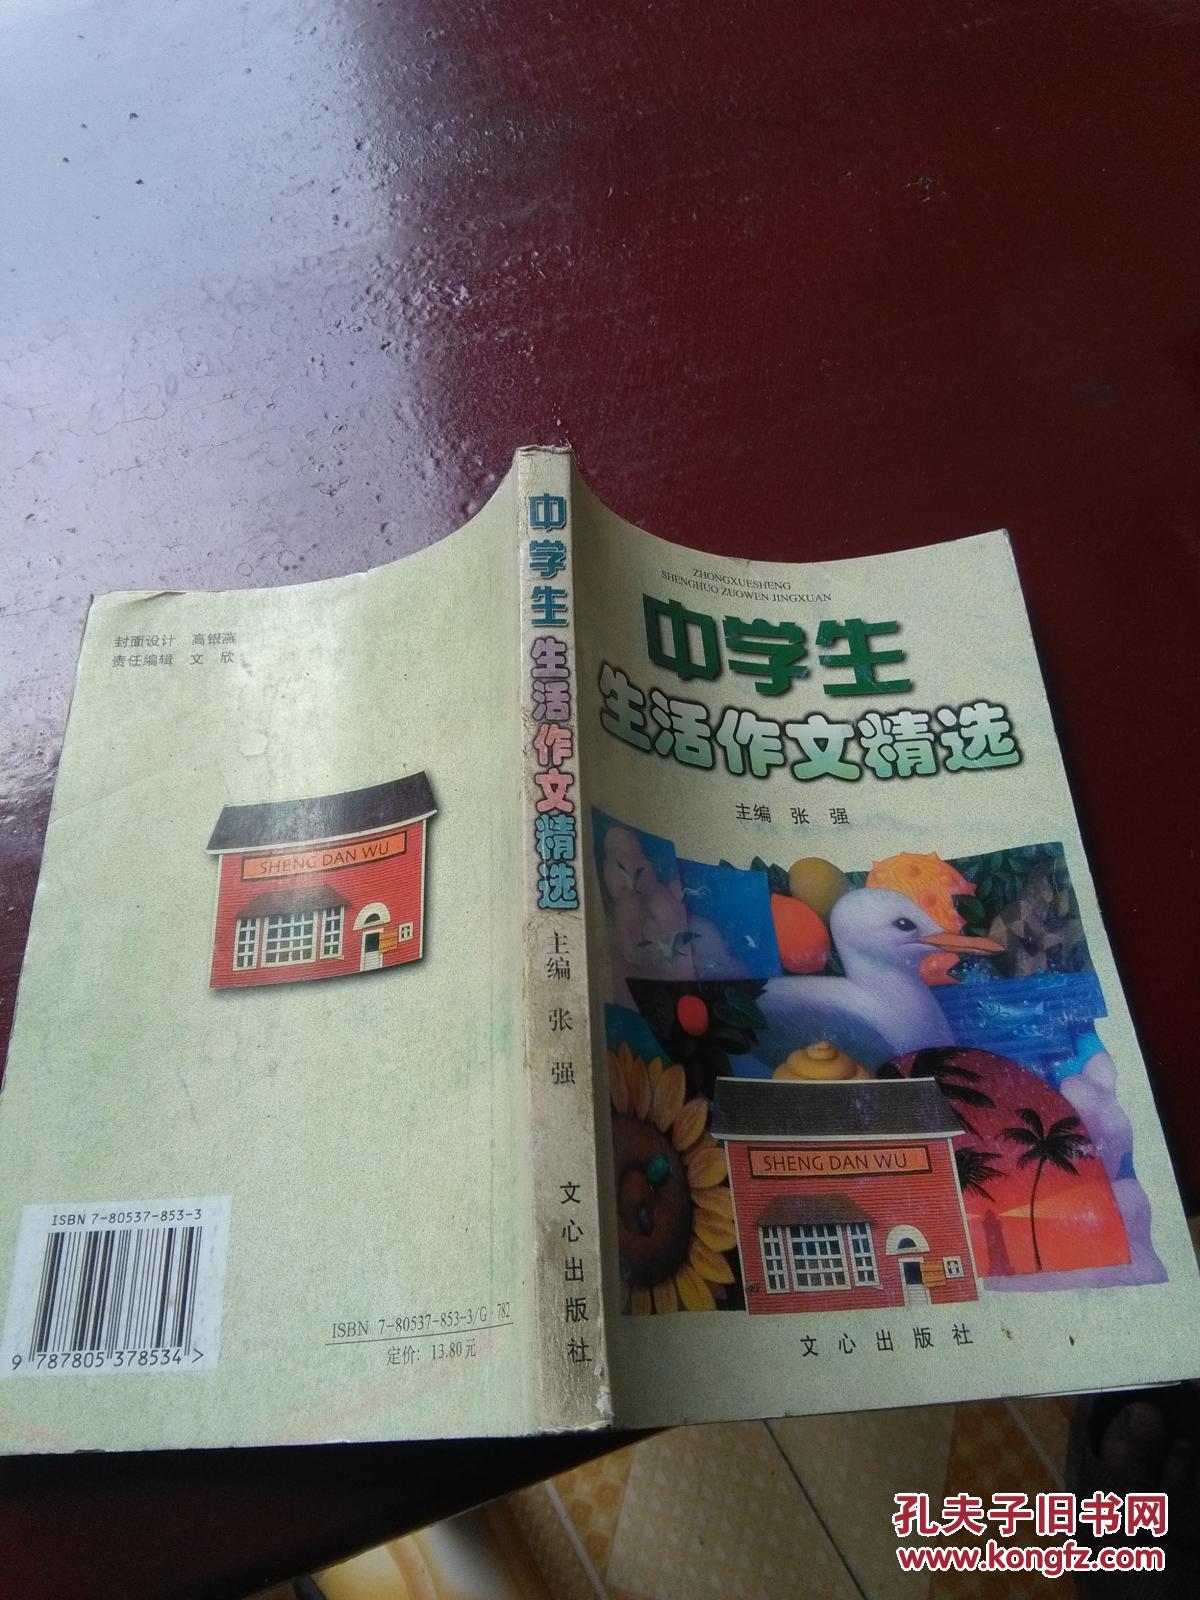 封面设计 高银燕
责任编辑 文 欣
SHENG DAN WU
ISBN 7-80537-853-3
9 787805 378534 >
ISBN 7-80537-853-3/G·782
定价：13.80元
中学生生活作文精选
主编 张 强
文心出版社
ZHONGXUESHENG
SHENGHUO ZUOWEN JINGXUAN
中学生
生活作文精选
主编 张 强
SHENG DAN WU
文心出版社
孔夫子旧书网
www.kongfz.com